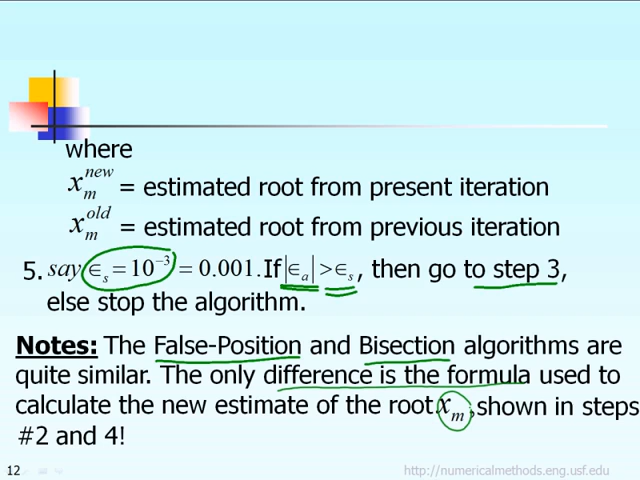 where
x_m^new = estimated root from present iteration
x_m^old = estimated root from previous iteration
5. say ∈_s = 10^-3 = 0.001. If |∈_a| > ∈_s , then go to step 3,
else stop the algorithm.
Notes: The False-Position and Bisection algorithms are
quite similar. The only difference is the formula used to
calculate the new estimate of the root x_m, shown in steps
#2 and 4!
12
http://numericalmethods.eng.usf.edu